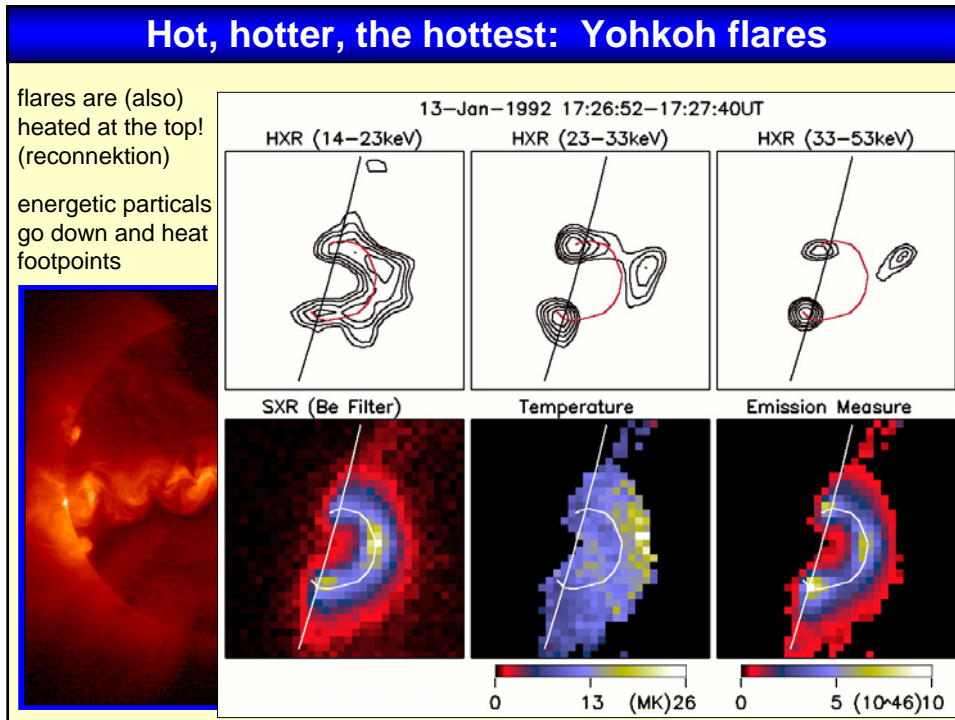 Hot, hotter, the hottest: Yohkoh flares
flares are (also)
heated at the top!
(reconnektion)
energetic particals
go down and heat
footpoints
13-Jan-1992 17:26:52-17:27:40UT
HXR (14-23keV)
HXR (23-33keV)
HXR (33-53keV)
SXR (Be Filter)
Temperature
Emission Measure
0 13 (MK)26
0 5 (10^46)10